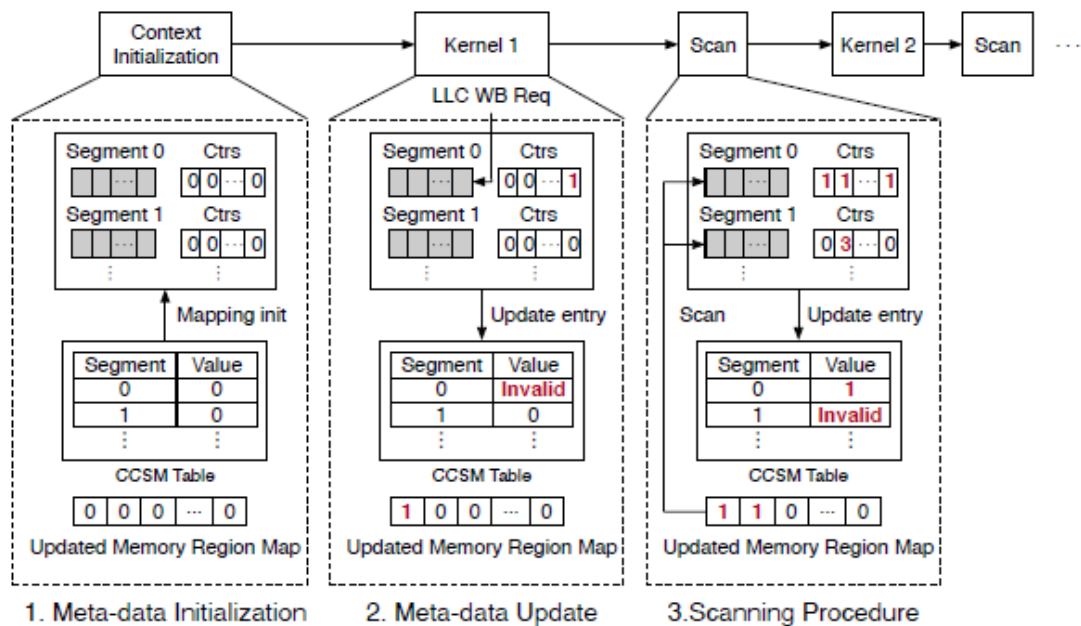 Context
Initialization
Kernel 1
Scan
Kernel 2
Scan
...
LLC WB Req
Segment 0 Ctrs
... 0 0 ... 0
Segment 1 Ctrs
... 0 0 ... 0
Mapping init
Segment Value
0 0
1 0
CCSM Table
0 0 0 ... 0
Updated Memory Region Map
1. Meta-data Initialization
Segment 0 Ctrs
... 0 0 ... 1
Segment 1 Ctrs
... 0 0 ... 0
Update entry
Segment Value
0 Invalid
1 0
CCSM Table
1 0 0 ... 0
Updated Memory Region Map
2. Meta-data Update
Segment 0 Ctrs
... 1 1 ... 1
Segment 1 Ctrs
... 0 3 ... 0
Scan
Update entry
Segment Value
0 1
1 Invalid
CCSM Table
1 1 0 ... 0
Updated Memory Region Map
3.Scanning Procedure